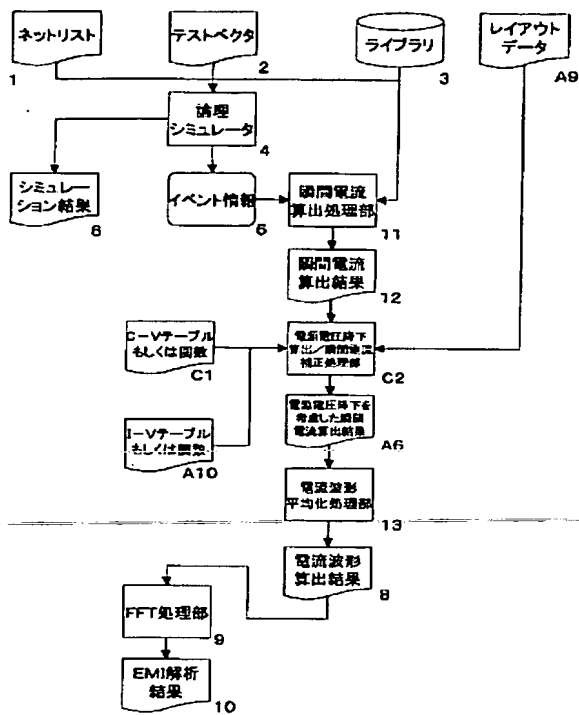 ネットリスト
1
テストベクタ
2
ライブラリ
3
レイアウト
データ
A9
論理
シミュレータ
4
シミュレー
ション結果
6
イベント情報
5
瞬間電流
算出処理部
11
瞬間電流
算出結果
12
C-Vテーブル
もしくは関数
C1
電源電圧降下
算出/瞬間電流
補正処理部
C2
I-Vテーブル
もしくは関数
A10
電源電圧降下を
考慮した瞬間
電流算出結果
A6
電流波形
平均化処理部
13
電流波形
算出結果
8
FFT処理部
9
EMI解析
結果
10